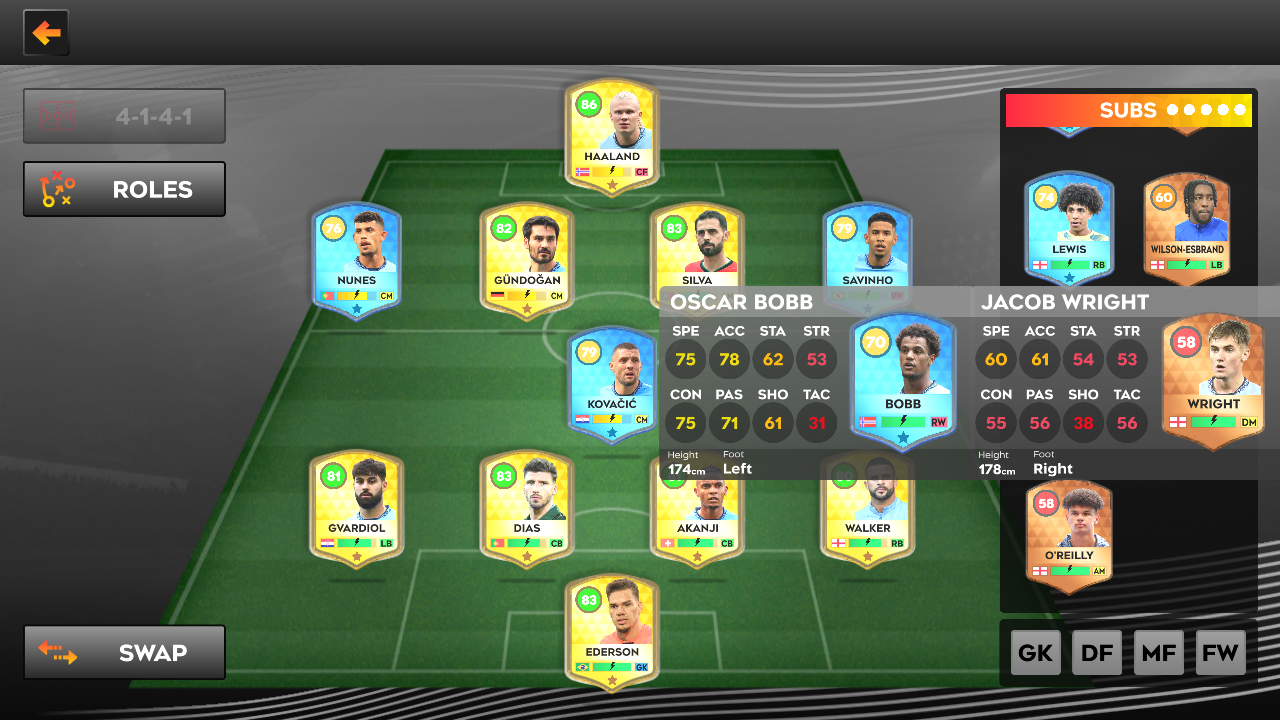 4-1-4-1
ROLES
SUBS
86
HAALAND
CF
76
NUNES
CM
82
GÜNDOĞAN
CM
83
SILVA
79
SAVINHO
RW
74
LEWIS
RB
60
WILSON-ESBRAND
LB
79
KOVAČIĆ
CM
OSCAR BOBB
SPE ACC STA STR
75 78 62 53
CON PAS SHO TAC
75 71 61 31
Height Foot
174cm Left
70
BOBB
RW
JACOB WRIGHT
SPE ACC STA STR
60 61 54 53
CON PAS SHO TAC
55 56 38 56
Height Foot
178cm Right
58
WRIGHT
DM
81
GVARDIOL
LB
83
DIAS
CB
AKANJI
CB
WALKER
RB
58
O'REILLY
AM
83
EDERSON
GK
SWAP
GK DF MF FW